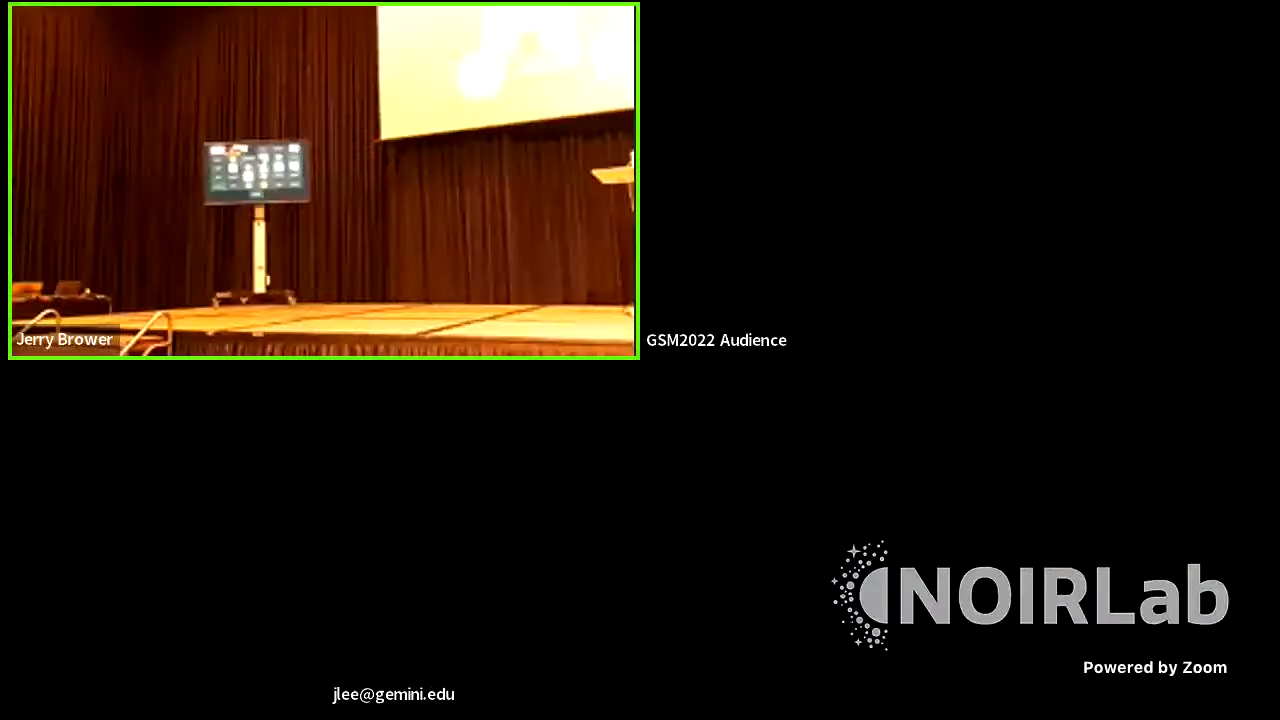 Jerry Brower
GSM2022 Audience
NOIRLab
Powered by Zoom
jlee@gemini.edu